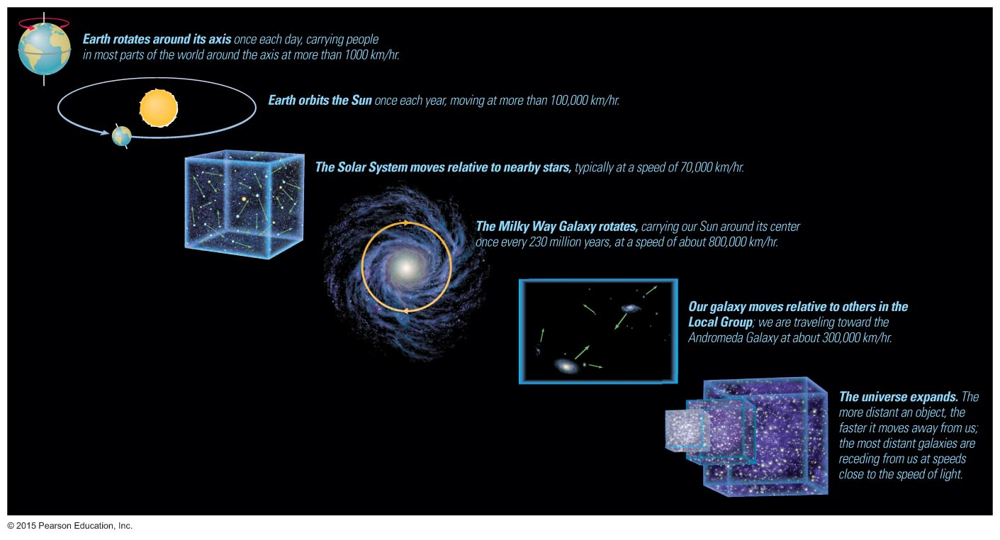 Earth rotates around its axis once each day, carrying people
in most parts of the world around the axis at more than 1000 km/hr.
Earth orbits the Sun once each year, moving at more than 100,000 km/hr.
The Solar System moves relative to nearby stars, typically at a speed of 70,000 km/hr.
The Milky Way Galaxy rotates, carrying our Sun around its center
once every 230 million years, at a speed of about 800,000 km/hr.
Our galaxy moves relative to others in the
Local Group; we are traveling toward the
Andromeda Galaxy at about 300,000 km/hr.
The universe expands. The
more distant an object, the
faster it moves away from us;
the most distant galaxies are
receding from us at speeds
close to the speed of light.
© 2015 Pearson Education, Inc.